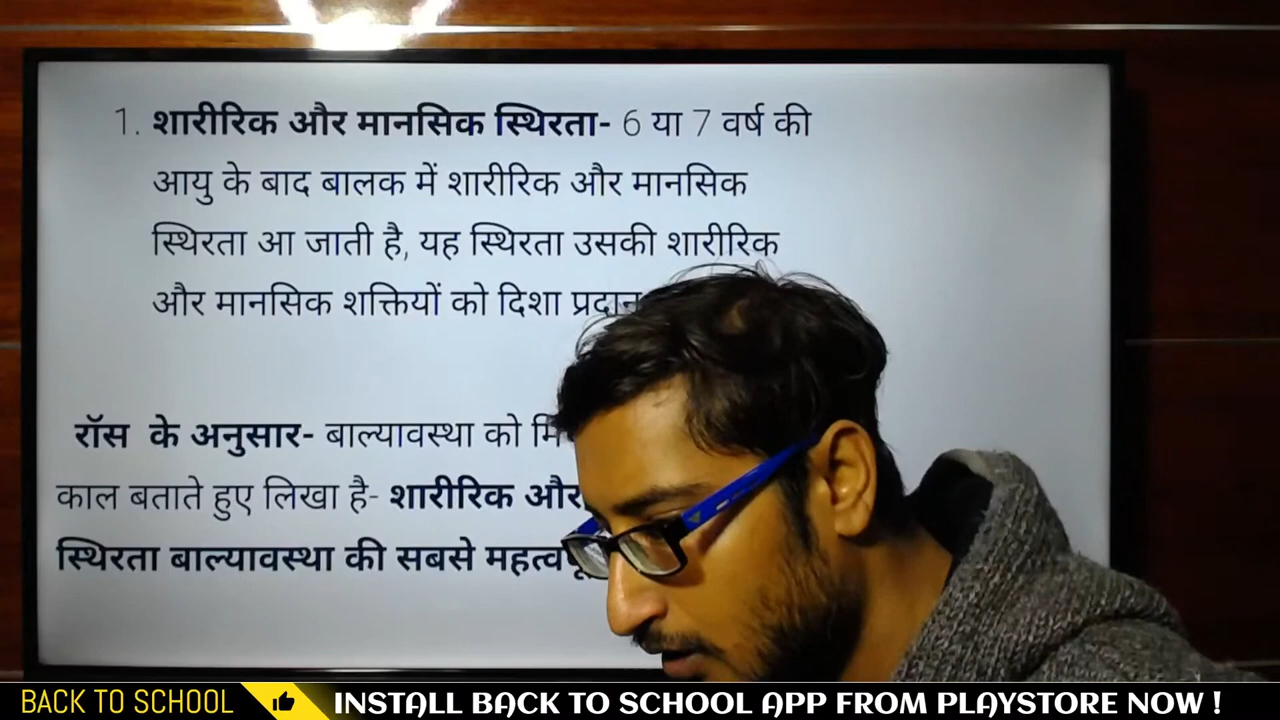 1. शारीरिक और मानसिक स्थिरता- 6 या 7 वर्ष की
आयु के बाद बालक में शारीरिक और मानसिक
स्थिरता आ जाती है, यह स्थिरता उसकी शारीरिक
और मानसिक शक्तियों को दिशा प्रदान
रॉस के अनुसार- बाल्यावस्था को
काल बताते हुए लिखा है- शारीरिक और
स्थिरता बाल्यावस्था की सबसे
BACK TO SCHOOL INSTALL BACK TO SCHOOL APP FROM PLAYSTORE NOW !